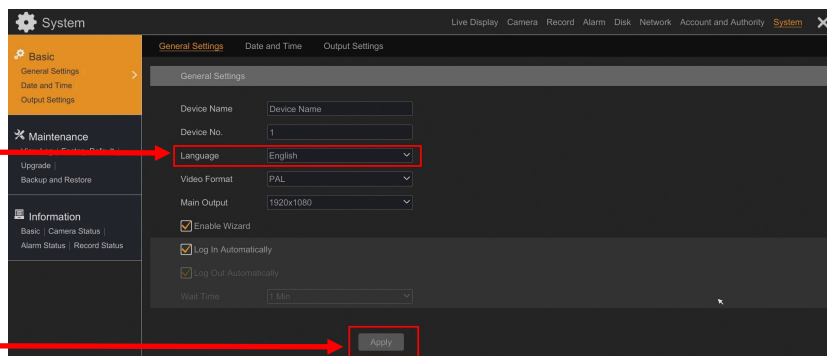 System
Live Display Camera Record Alarm Disk Network Account and Authority System
Basic
General Settings
Date and Time
Output Settings
Maintenance
Upgrade |
Backup and Restore
Information
Basic | Camera Status |
Alarm Status | Record Status
General Settings Date and Time Output Settings
General Settings
Device Name Device Name
Device No. 1
Language English
Video Format PAL
Main Output 1920x1080
Enable Wizard
Log In Automatically
Log Out Automatically
Wait Time 1 Min
Apply